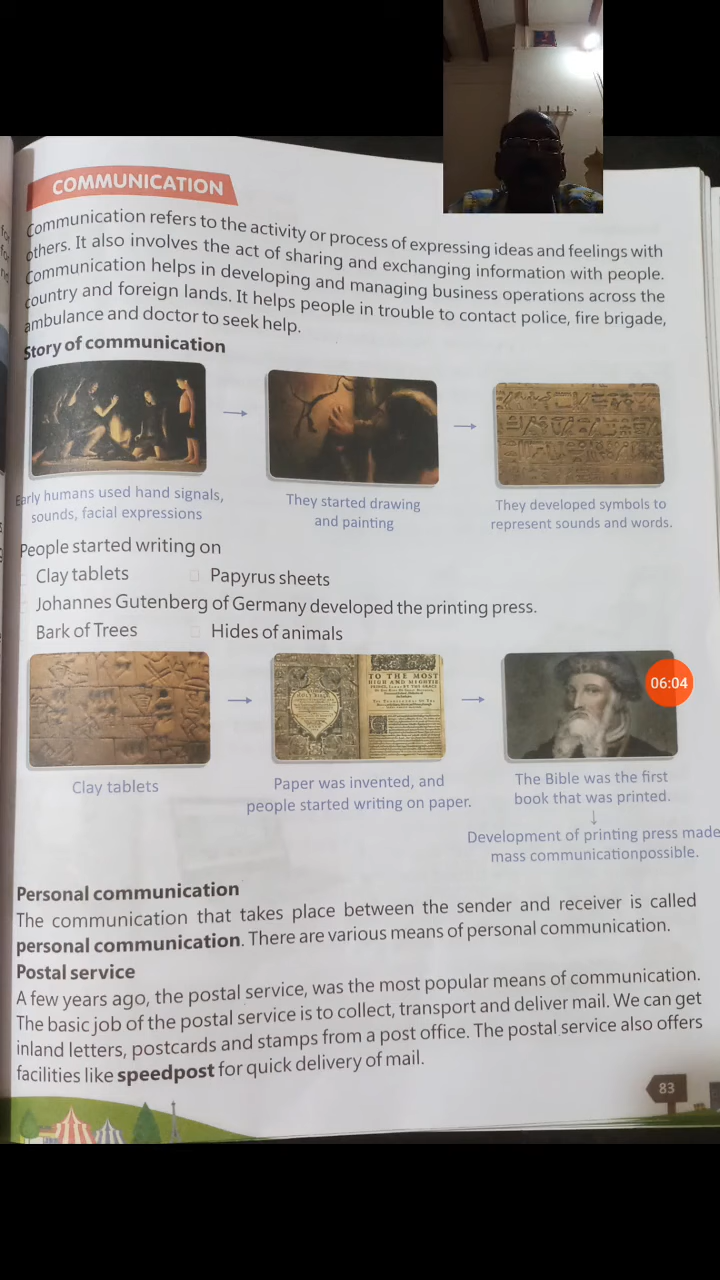 COMMUNICATION
Communication refers to the activity or process of expressing ideas and feelings with
others. It also involves the act of sharing and exchanging information with people.
Communication helps in developing and managing business operations across the
country and foreign lands. It helps people in trouble to contact police, fire brigade,
ambulance and doctor to seek help.
Story of communication
Early humans used hand signals,
sounds, facial expressions
They started drawing
and painting
They developed symbols to
represent sounds and words.
People started writing on
Clay tablets
Papyrus sheets
Johannes Gutenberg of Germany developed the printing press.
Bark of Trees
Hides of animals
TO THE MOST
HIGH AND MIGHTIE
06:04
Clay tablets
Paper was invented, and
people started writing on paper.
The Bible was the first
book that was printed.
Development of printing press made
mass communicationpossible.
Personal communication
The communication that takes place between the sender and receiver is called
personal communication. There are various means of personal communication.
Postal service
A few years ago, the postal service, was the most popular means of communication.
The basic job of the postal service is to collect, transport and deliver mail. We can get
inland letters, postcards and stamps from a post office. The postal service also offers
facilities like speedpost for quick delivery of mail.
83